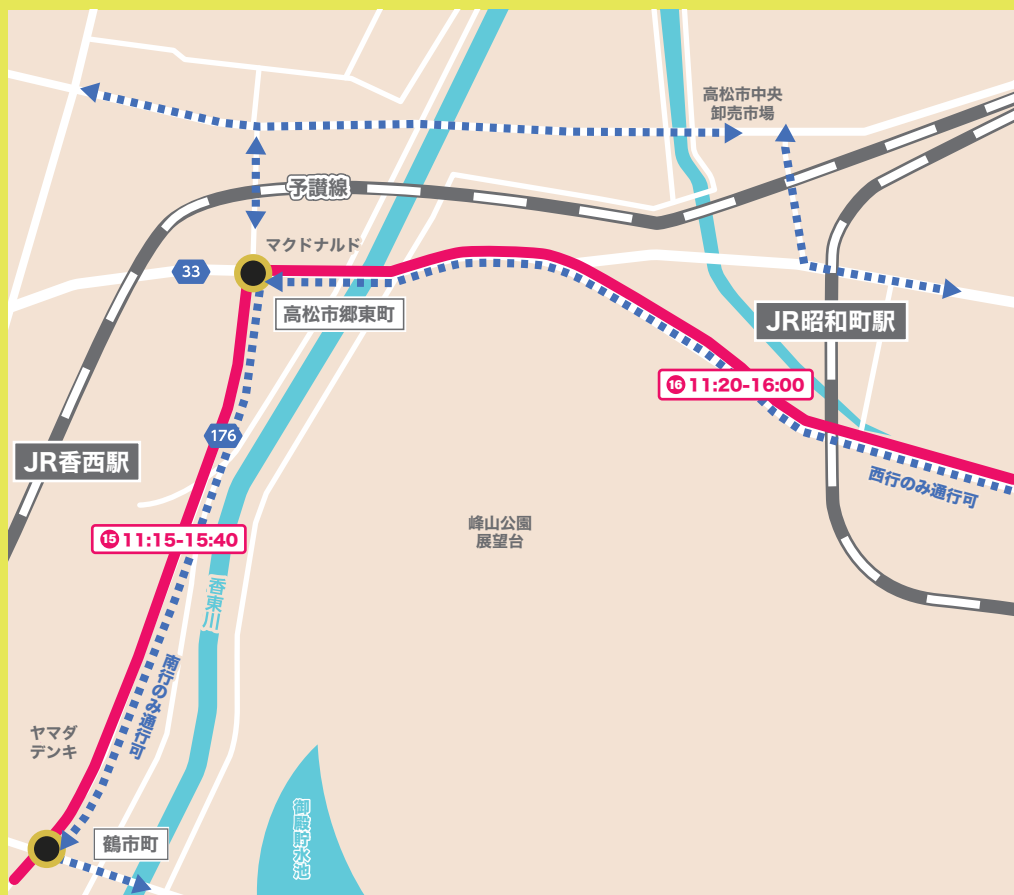 高松市中央
卸売市場
予讃線
マクドナルド
33
高松市郷東町
JR昭和町駅
⑯11:20-16:00
176
JR香西駅
西行のみ通行可
峰山公園
展望台
⑮11:15-15:40
香東川
南行のみ通行可
ヤマダ
デンキ
御殿貯水池
鶴市町